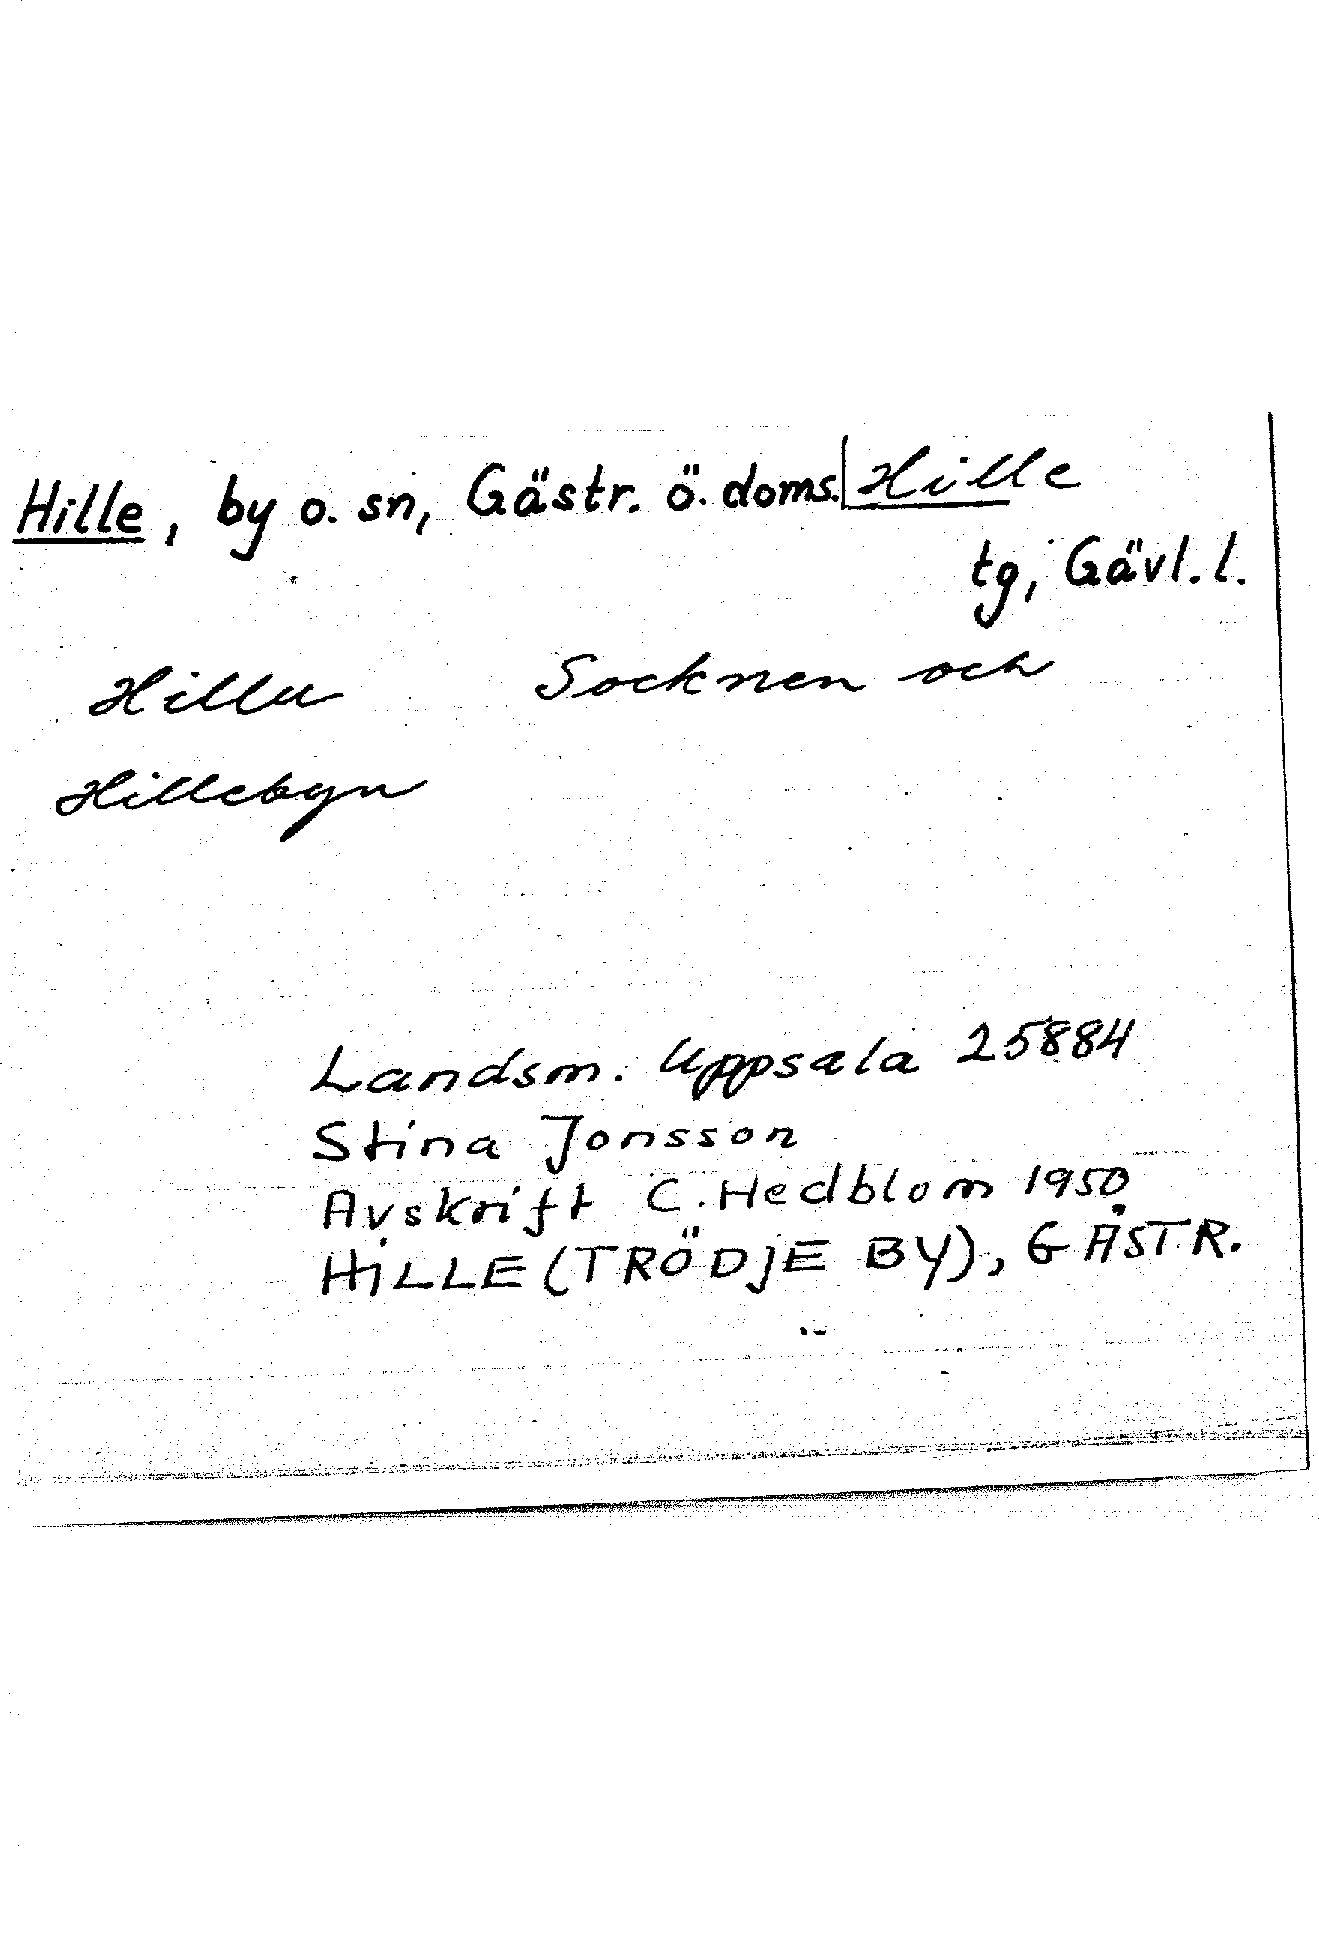 Hille, by o. sn, Gästr. ö. doms. Hille
tg, Gävl. l.
Hillu Socknen och
Hillebyn
Landsm. Uppsala 25884
Stina Jonsson
Avskrift C. Hedblom 1950
HILLE (TRÖDJE BY), GÄSTR.